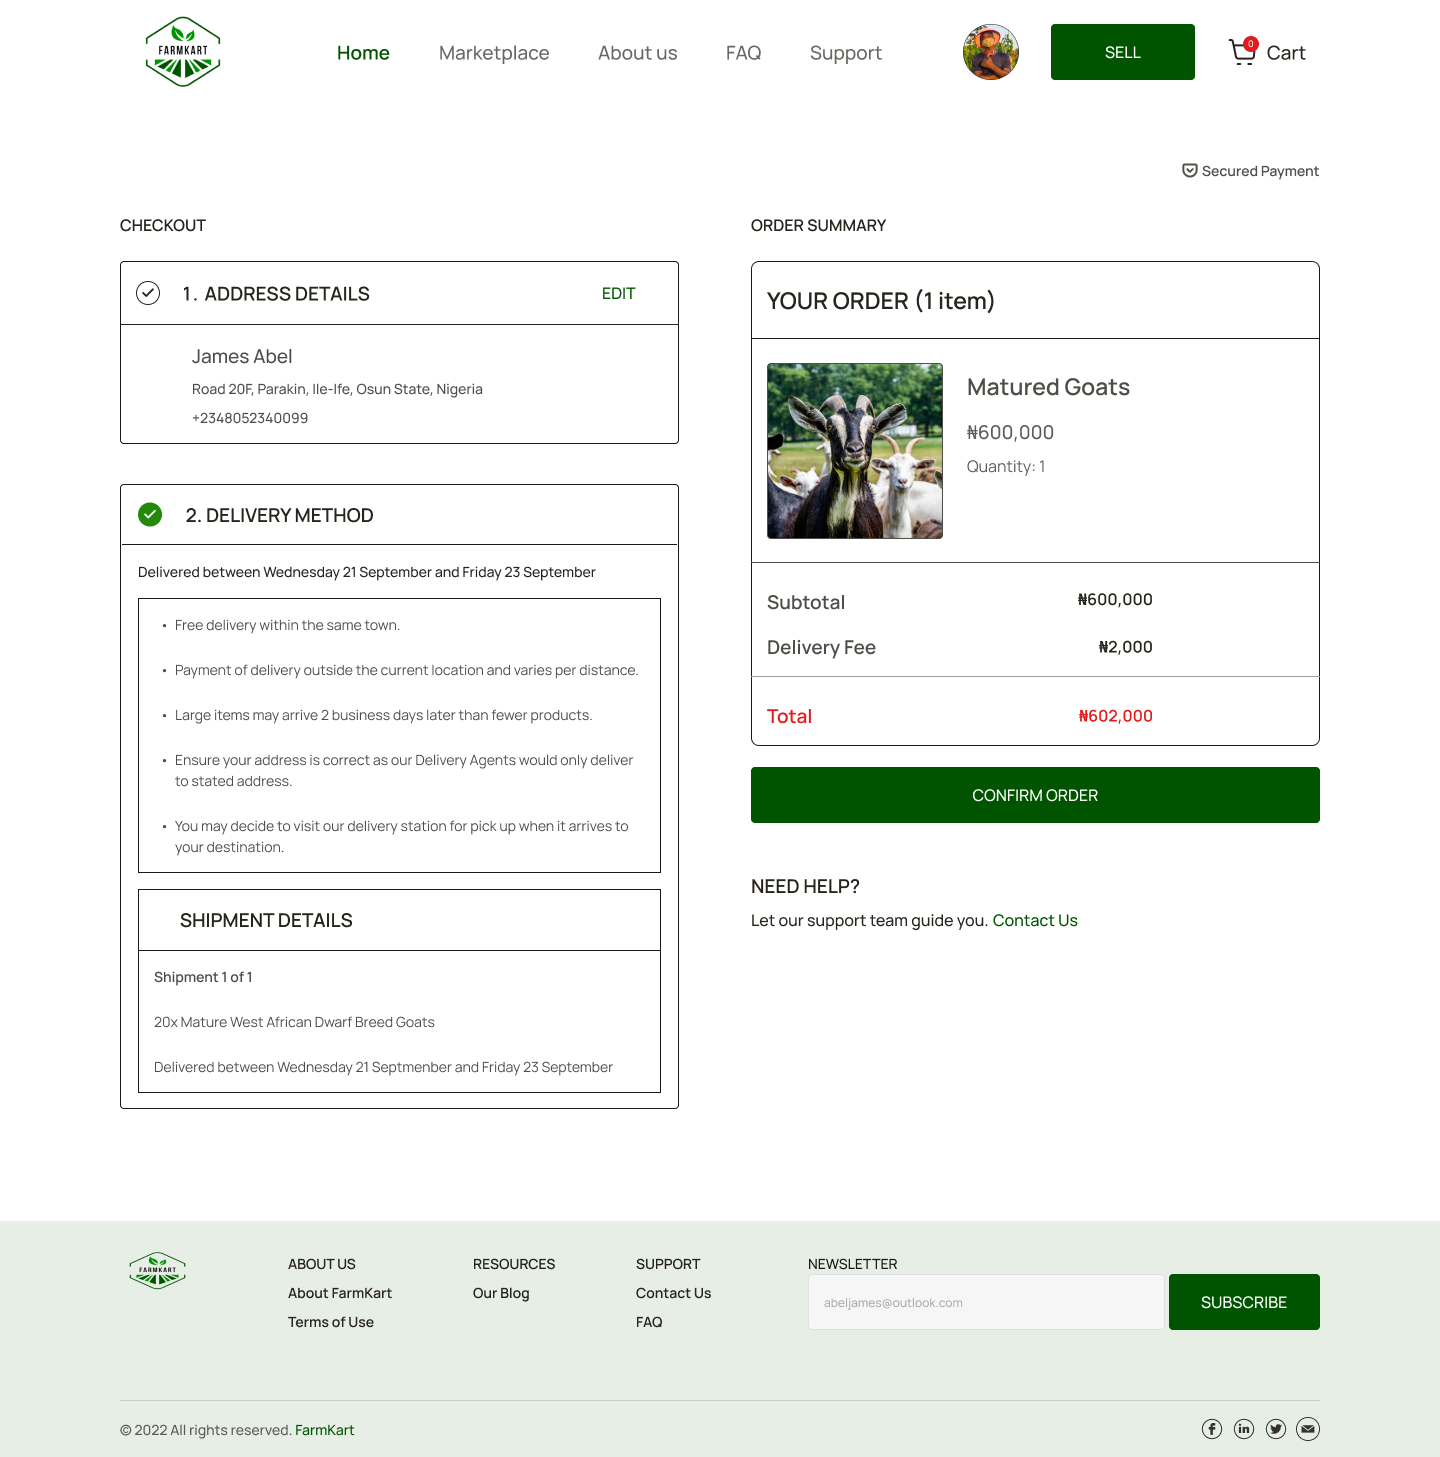 FARMKART
Home
Marketplace
About us
FAQ
Support
SELL
0
Cart
Secured Payment
CHECKOUT
1. ADDRESS DETAILS
EDIT
James Abel
Road 20F, Parakin, Ile-Ife, Osun State, Nigeria
+2348052340099
2. DELIVERY METHOD
Delivered between Wednesday 21 September and Friday 23 September
• Free delivery within the same town.
• Payment of delivery outside the current location and varies per distance.
• Large items may arrive 2 business days later than fewer products.
• Ensure your address is correct as our Delivery Agents would only deliver
to stated address.
• You may decide to visit our delivery station for pick up when it arrives to
your destination.
SHIPMENT DETAILS
Shipment 1 of 1
20x Mature West African Dwarf Breed Goats
Delivered between Wednesday 21 Septmenber and Friday 23 September
ORDER SUMMARY
YOUR ORDER (1 item)
Matured Goats
₦600,000
Quantity: 1
Subtotal ₦600,000
Delivery Fee ₦2,000
Total ₦602,000
CONFIRM ORDER
NEED HELP?
Let our support team guide you. Contact Us
FARMKART
ABOUT US
About FarmKart
Terms of Use
RESOURCES
Our Blog
SUPPORT
Contact Us
FAQ
NEWSLETTER
abeljames@outlook.com
SUBSCRIBE
© 2022 All rights reserved. FarmKart